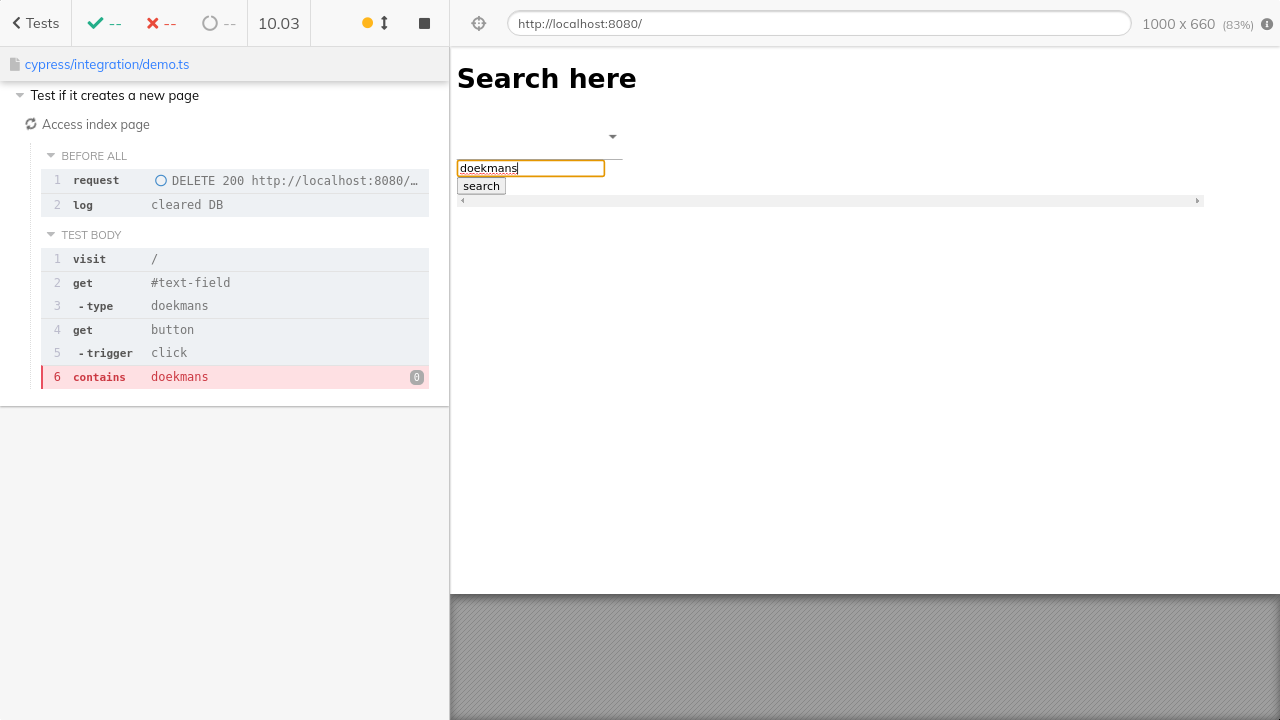 Tests -- -- -- 10.03
http://localhost:8080/ 1000 x 660 (83%)
cypress/integration/demo.ts
Test if it creates a new page
Access index page
BEFORE ALL
1 request DELETE 200 http://localhost:8080/…
2 log cleared DB
TEST BODY
1 visit /
2 get #text-field
3 -type doekmans
4 get button
5 -trigger click
6 contains doekmans 0
Search here
doekmans
search